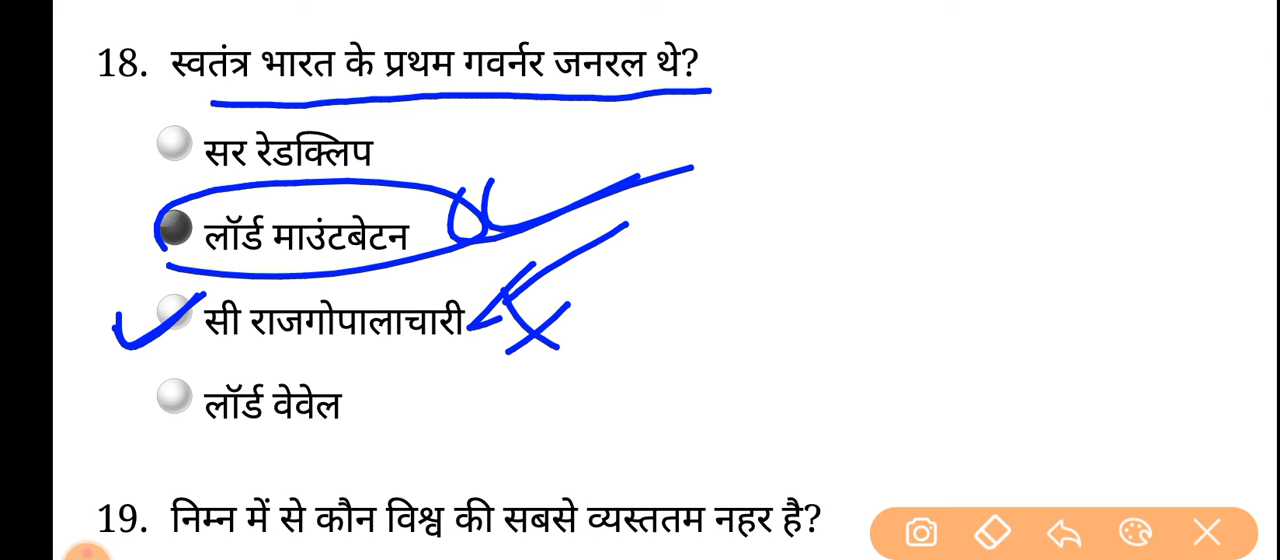 18. स्वतंत्र भारत के प्रथम गवर्नर जनरल थे?
सर रेडक्लिप
लॉर्ड माउंटबेटन
सी राजगोपालाचारी
लॉर्ड वेवेल
19. निम्न में से कौन विश्व की सबसे व्यस्ततम नहर है?